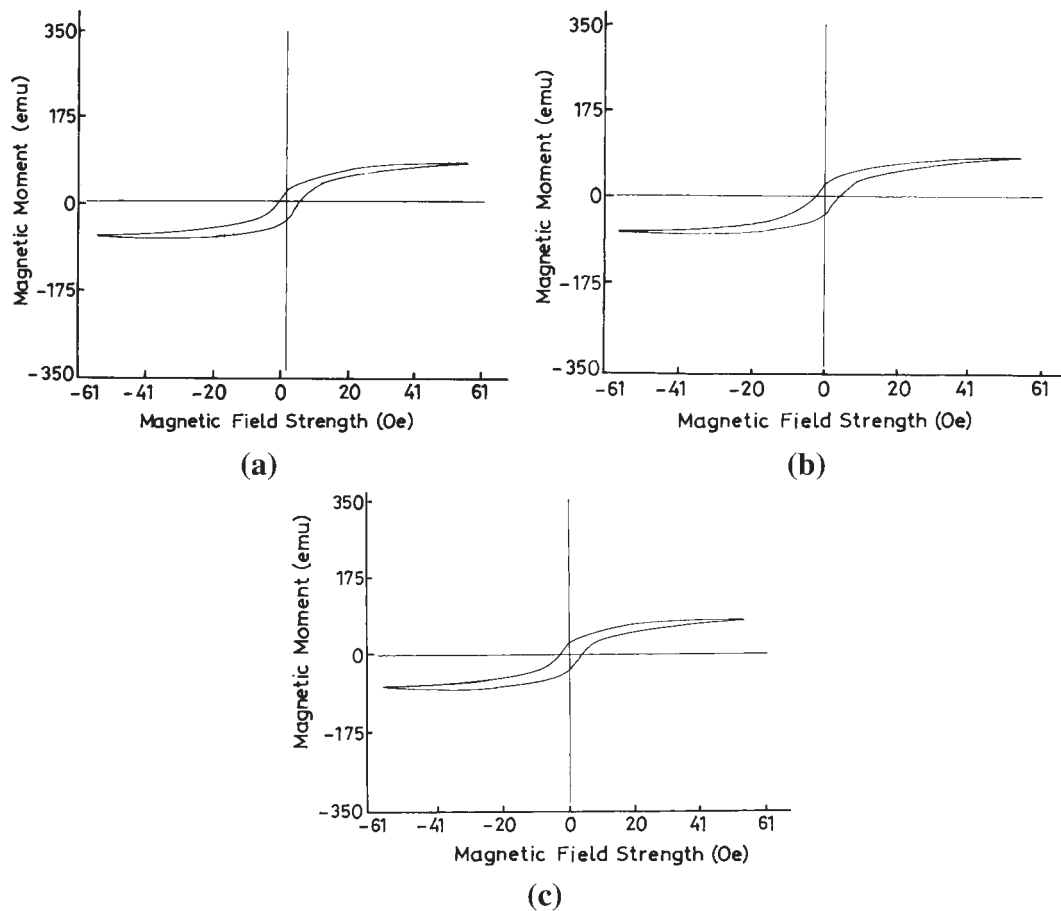 350
175
0
-175
-350
Magnetic Moment (emu)
-61 -41 -20 0 20 41 61
Magnetic Field Strength (Oe)
(a)
350
175
0
-175
-350
Magnetic Moment (emu)
-61 -41 -20 0 20 41 61
Magnetic Field Strength (Oe)
(b)
350
175
0
-175
-350
Magnetic Moment (emu)
-61 -41 -20 0 20 41 61
Magnetic Field Strength (Oe)
(c)